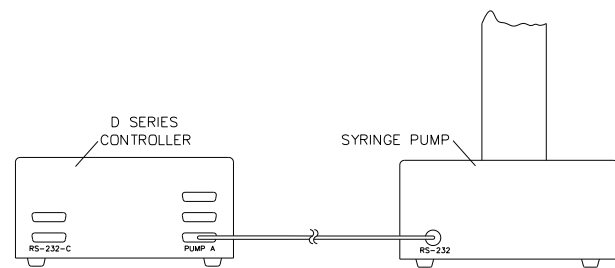 D SERIES
CONTROLLER
SYRINGE PUMP
RS-232-C
PUMP A
RS-232